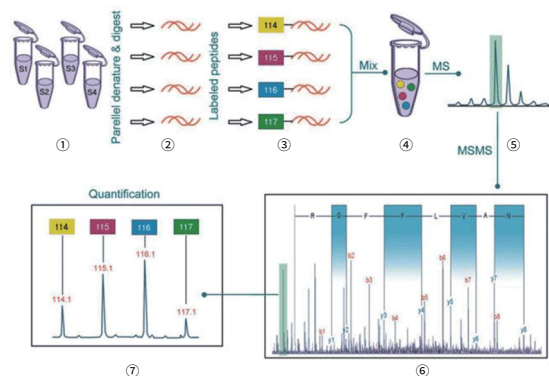 S1
S3
S2
S4
①
Parellel denature & digest
②
Labeled peptides
114
115
116
117
③
Mix
④
MS
⑤
MSMS
Quantification
114
115
116
117
114.1
115.1
116.1
117.1
⑦
R G F F L V A N
b1
y1
y2
b2
b3
y3
b4
y4
b5
b6
y5
b7
y6
y7
b8
y8
⑥